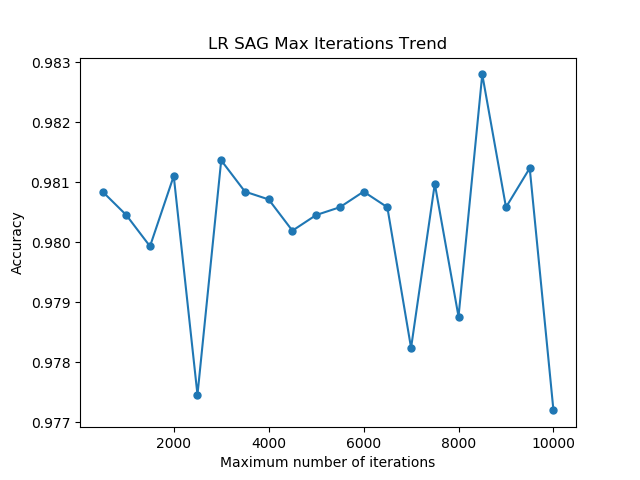 LR SAG Max Iterations Trend
0.983
0.982
0.981
0.980
0.979
0.978
0.977
Accuracy
2000 4000 6000 8000 10000
Maximum number of iterations